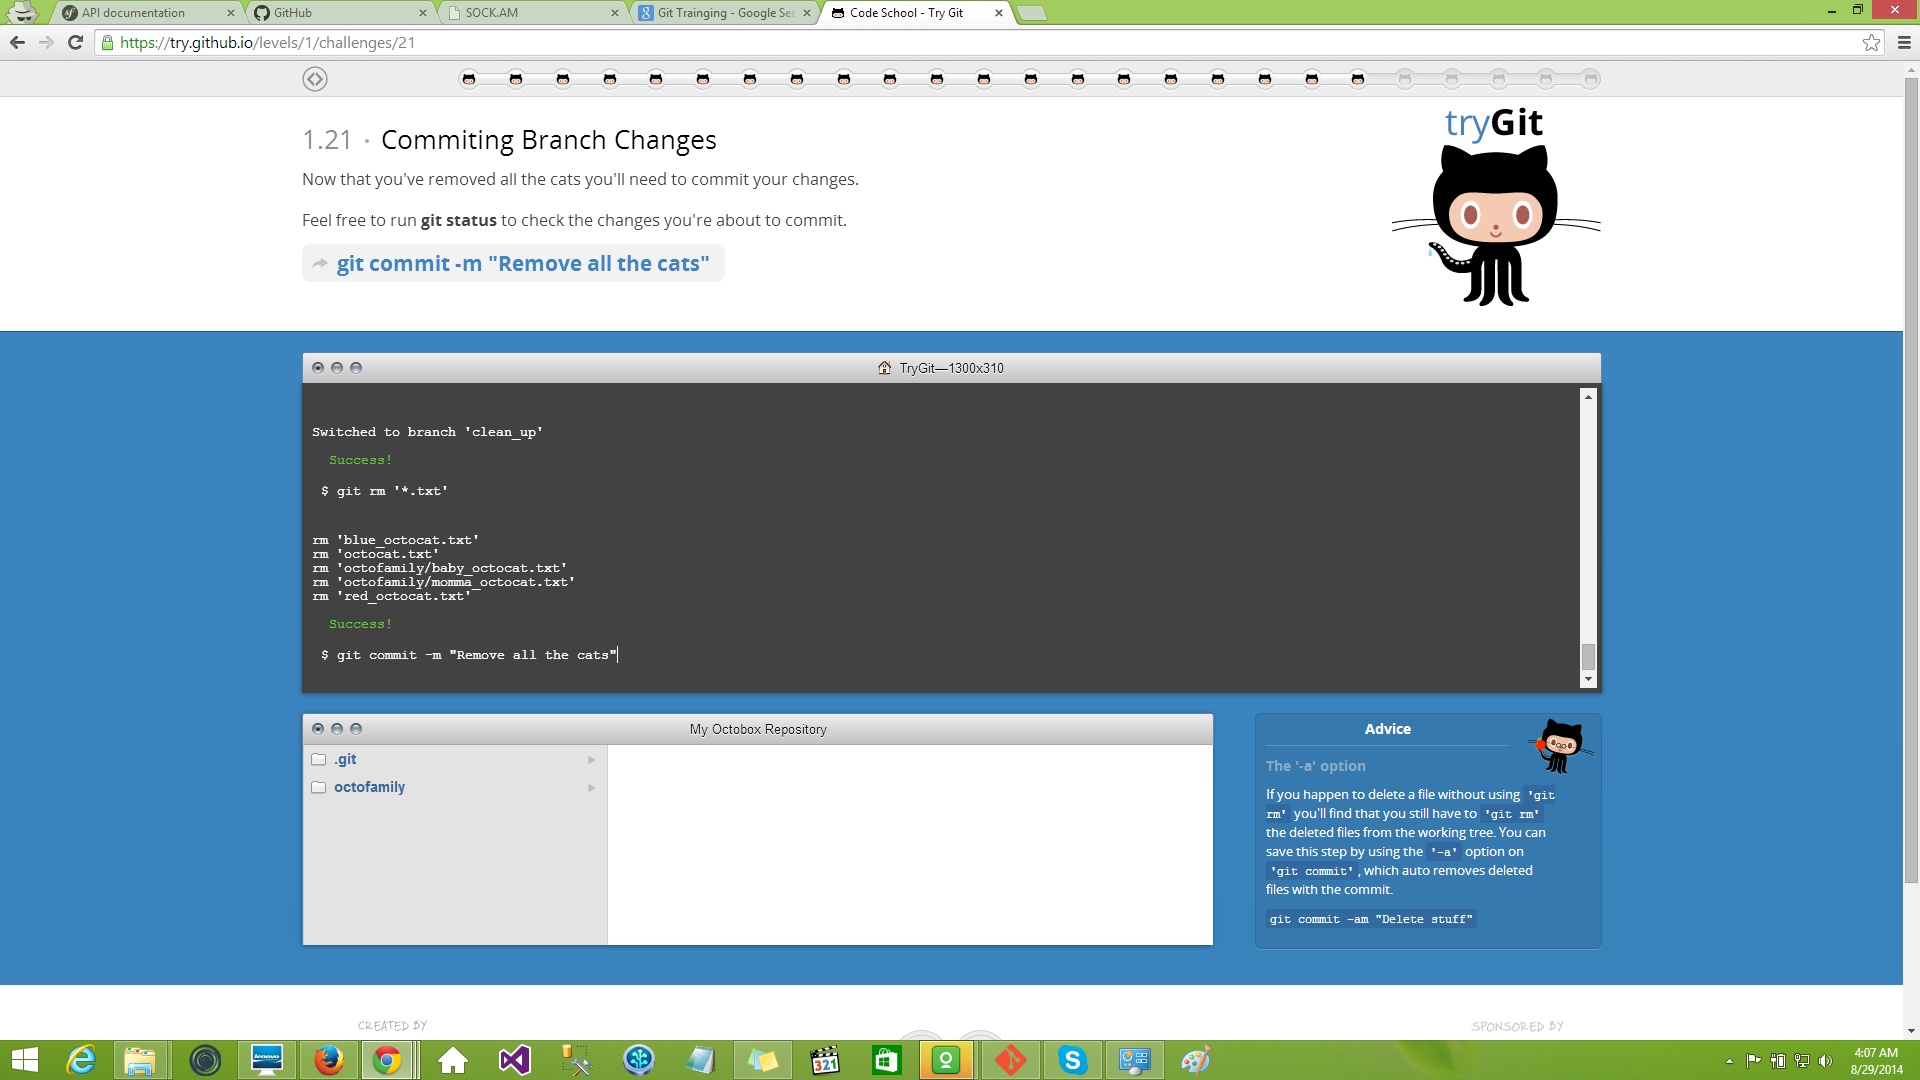 API documentation
GitHub
SOCK.AM
Git Trainging - Google Sea
Code School - Try Git
https://try.github.io/levels/1/challenges/21
tryGit
1.21 · Commiting Branch Changes
Now that you've removed all the cats you'll need to commit your changes.
Feel free to run git status to check the changes you're about to commit.
git commit -m "Remove all the cats"
TryGit—1300x310
Switched to branch 'clean_up'
Success!
$ git rm '*.txt'
rm 'blue_octocat.txt'
rm 'octocat.txt'
rm 'octofamily/baby_octocat.txt'
rm 'octofamily/momma_octocat.txt'
rm 'red_octocat.txt'
Success!
$ git commit -m "Remove all the cats"
My Octobox Repository
.git
octofamily
Advice
The '-a' option
If you happen to delete a file without using 'git
rm' you'll find that you still have to 'git rm'
the deleted files from the working tree. You can
save this step by using the '-a' option on
'git commit', which auto removes deleted
files with the commit.
git commit -am "Delete stuff"
CREATED BY
SPONSORED BY
lenovo
321
4:07 AM
8/29/2014